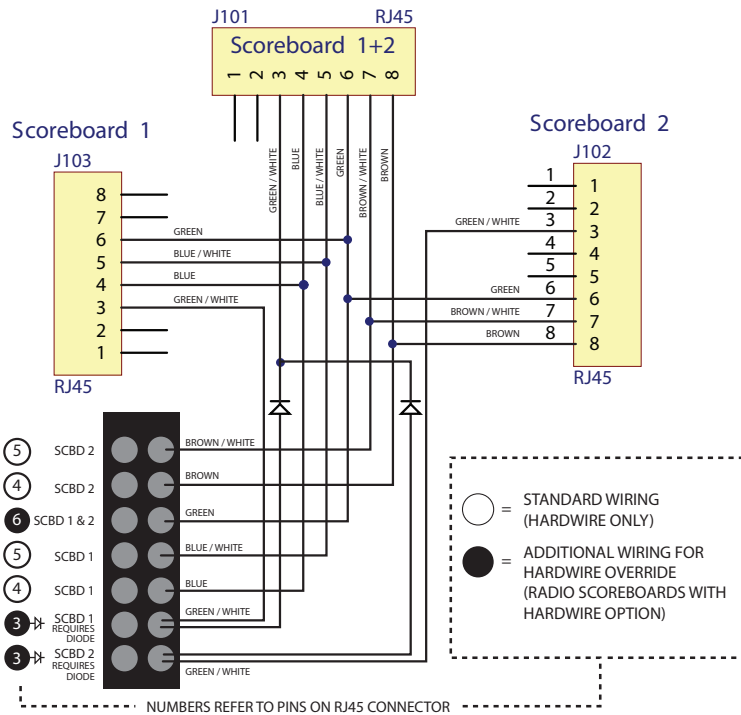 J101 RJ45
Scoreboard 1+2
1 2 3 4 5 6 7 8
GREEN / WHITE
BLUE
BLUE / WHITE
GREEN
BROWN / WHITE
BROWN
Scoreboard 1
J103
8
7
6 GREEN
5 BLUE / WHITE
4 BLUE
3 GREEN / WHITE
2
1
RJ45
Scoreboard 2
J102
1 1
2 2
GREEN / WHITE 3 3
4 4
5 5
GREEN 6 6
BROWN / WHITE 7 7
BROWN 8 8
RJ45
5 SCBD 2 BROWN / WHITE
4 SCBD 2 BROWN
6 SCBD 1 & 2 GREEN
5 SCBD 1 BLUE / WHITE
4 SCBD 1 BLUE
3 SCBD 1 GREEN / WHITE
REQUIRES
DIODE
3 SCBD 2
REQUIRES
DIODE
GREEN / WHITE
= STANDARD WIRING
(HARDWIRE ONLY)
= ADDITIONAL WIRING FOR
HARDWIRE OVERRIDE
(RADIO SCOREBOARDS WITH
HARDWIRE OPTION)
NUMBERS REFER TO PINS ON RJ45 CONNECTOR